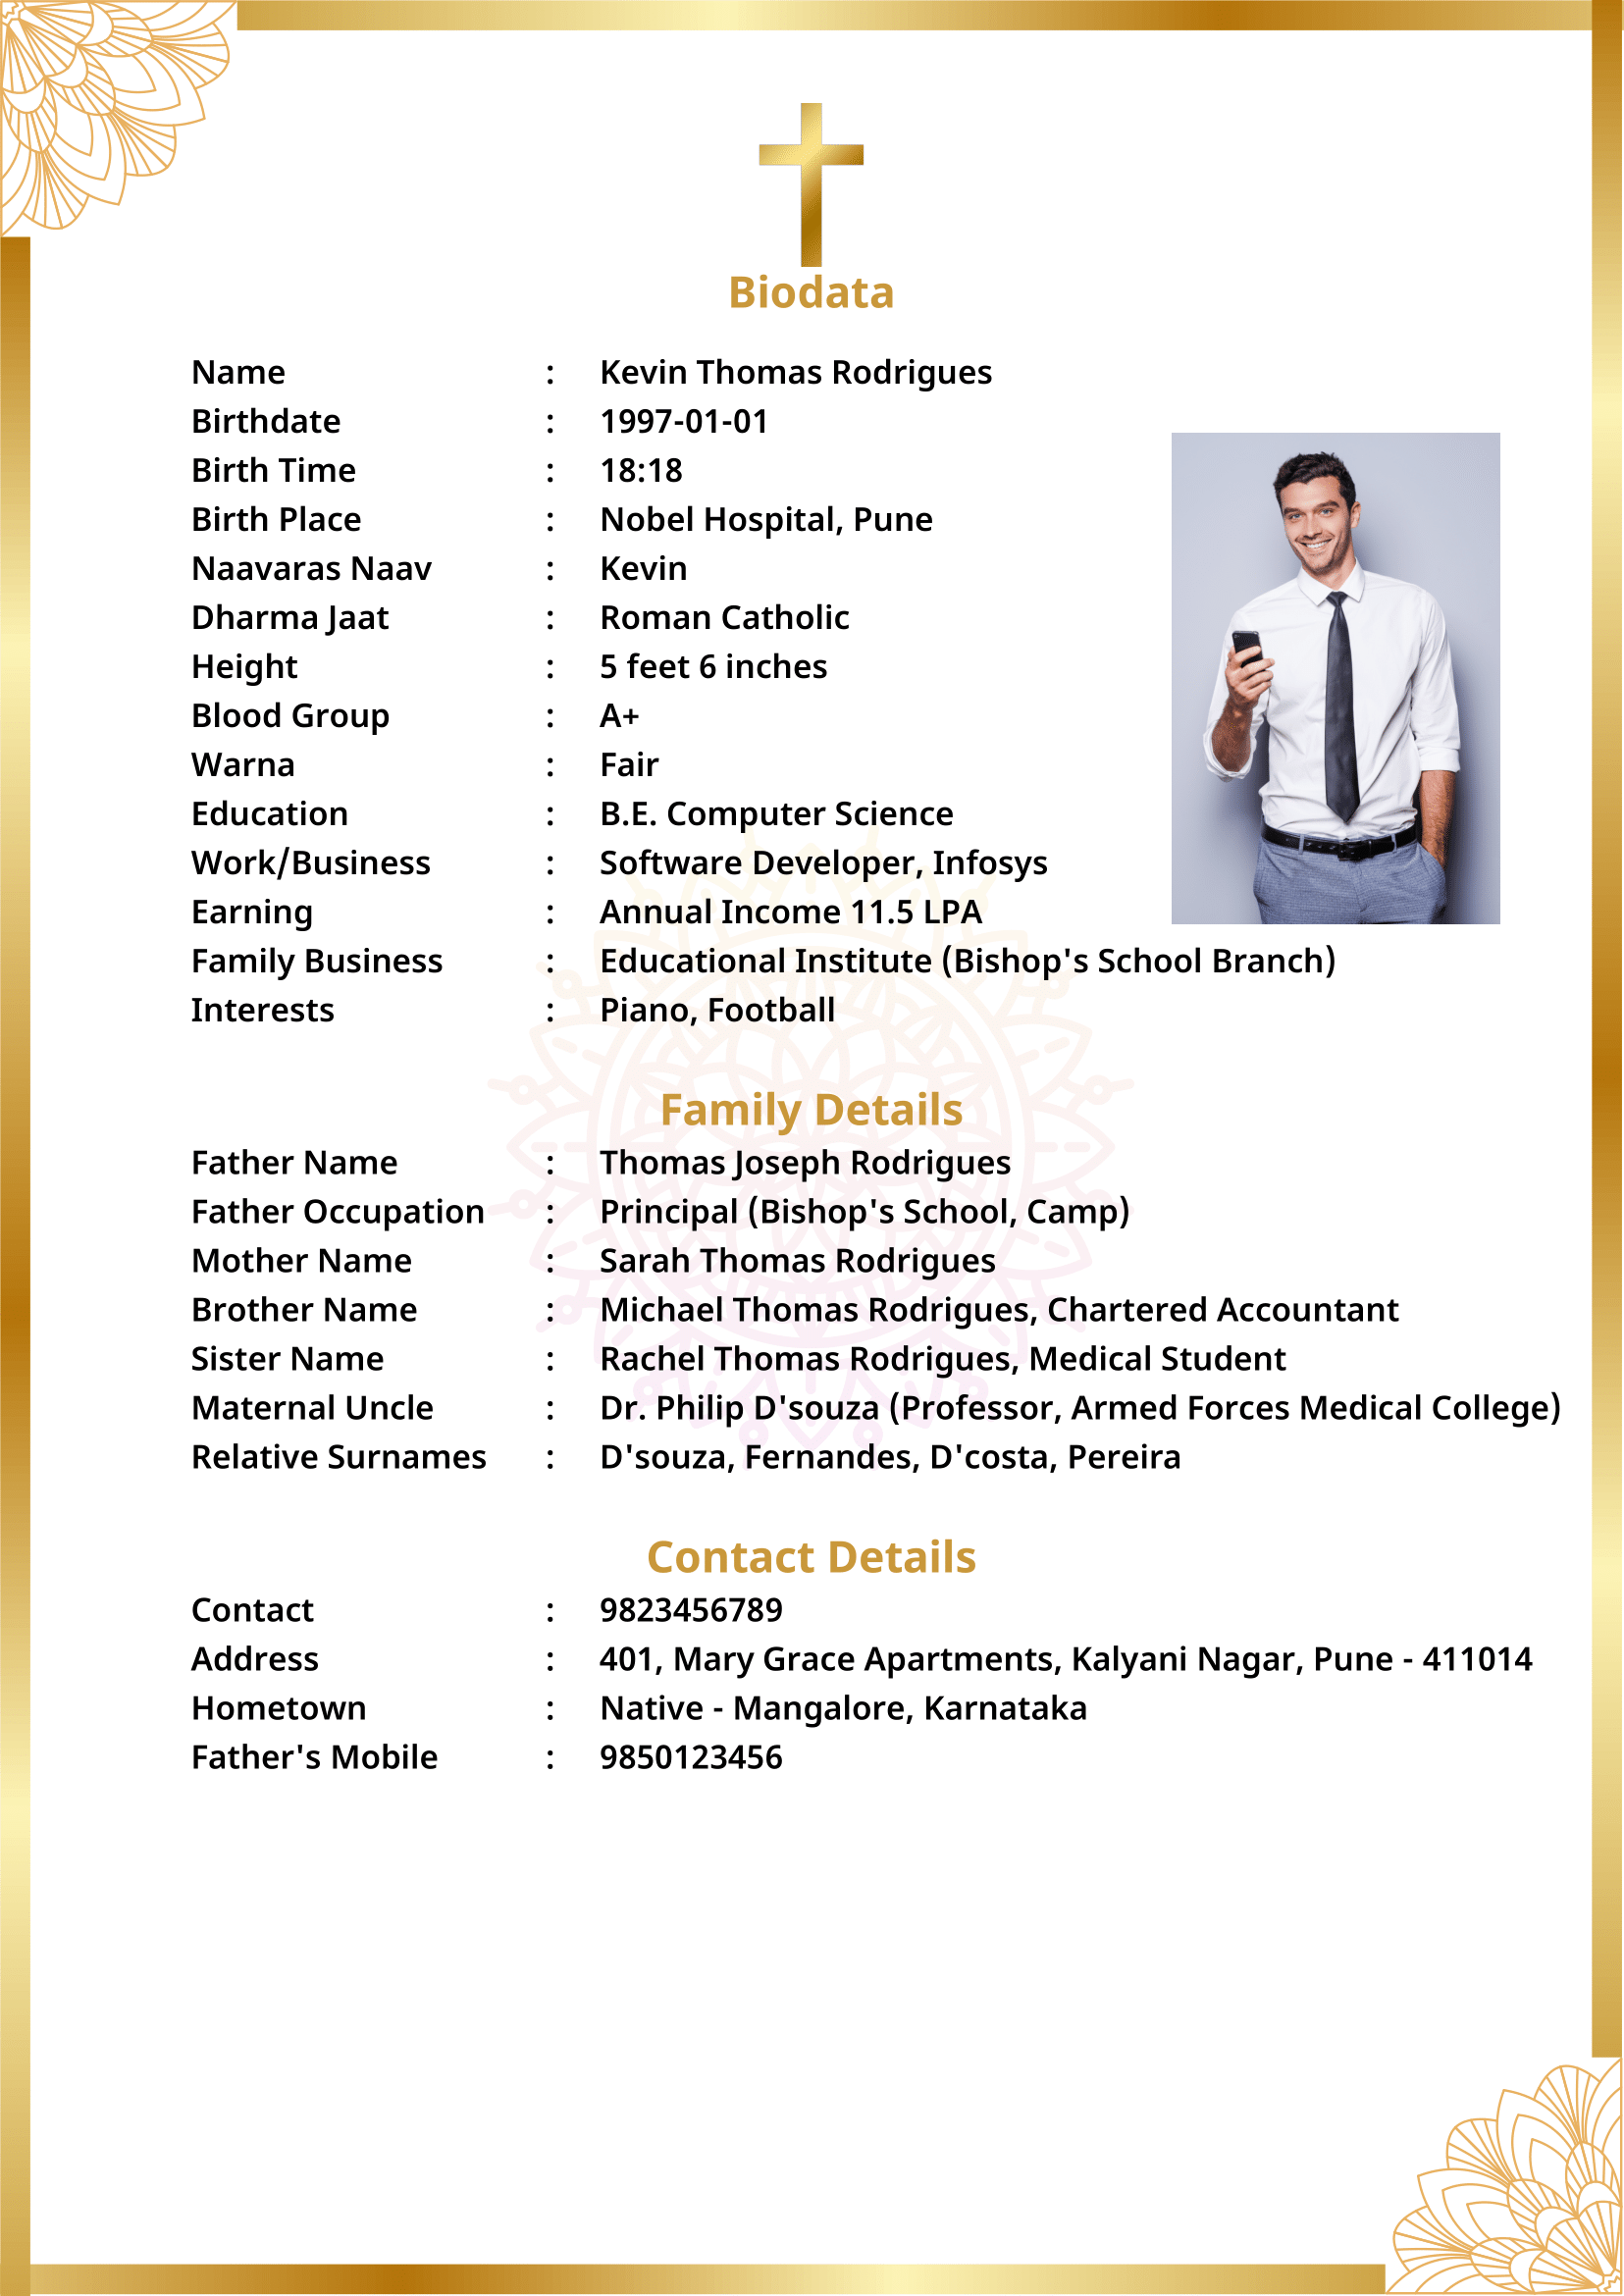 Biodata
Name : Kevin Thomas Rodrigues
Birthdate : 1997-01-01
Birth Time : 18:18
Birth Place : Nobel Hospital, Pune
Naavaras Naav : Kevin
Dharma Jaat : Roman Catholic
Height : 5 feet 6 inches
Blood Group : A+
Warna : Fair
Education : B.E. Computer Science
Work/Business : Software Developer, Infosys
Earning : Annual Income 11.5 LPA
Family Business : Educational Institute (Bishop's School Branch)
Interests : Piano, Football
Family Details
Father Name : Thomas Joseph Rodrigues
Father Occupation : Principal (Bishop's School, Camp)
Mother Name : Sarah Thomas Rodrigues
Brother Name : Michael Thomas Rodrigues, Chartered Accountant
Sister Name : Rachel Thomas Rodrigues, Medical Student
Maternal Uncle : Dr. Philip D'souza (Professor, Armed Forces Medical College)
Relative Surnames : D'souza, Fernandes, D'costa, Pereira
Contact Details
Contact : 9823456789
Address : 401, Mary Grace Apartments, Kalyani Nagar, Pune - 411014
Hometown : Native - Mangalore, Karnataka
Father's Mobile : 9850123456